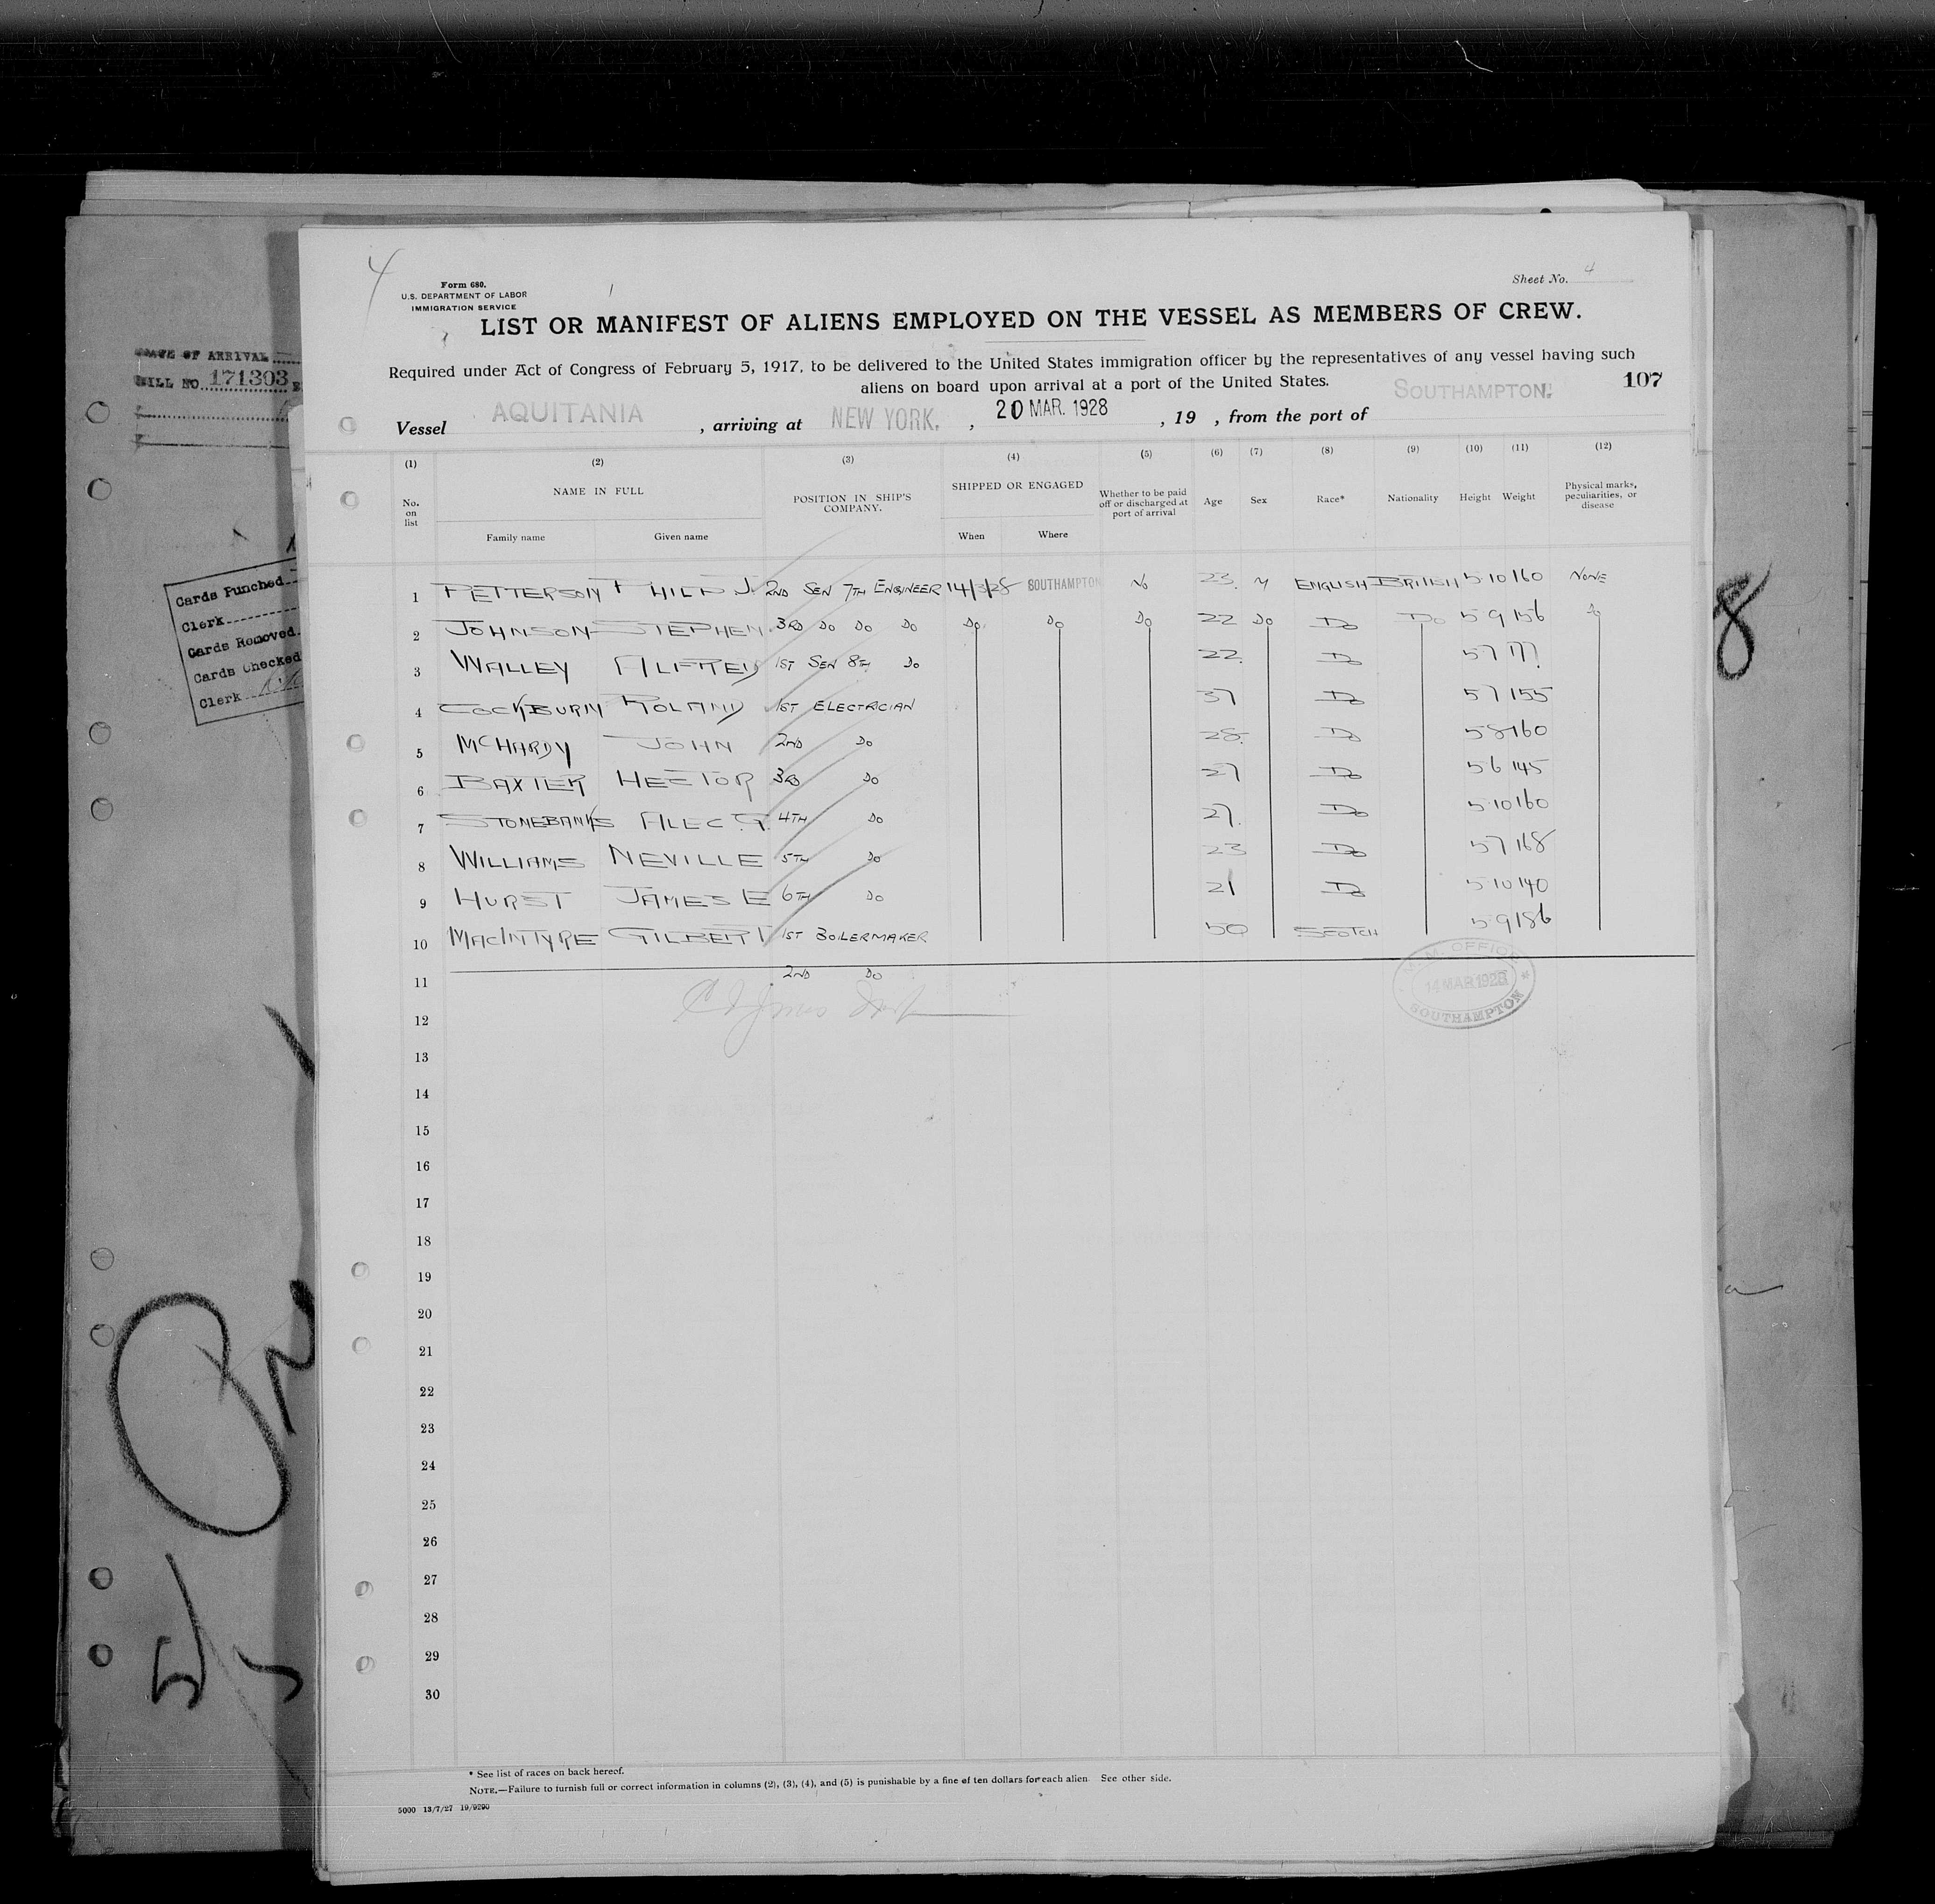 4
Form 680.
U.S. DEPARTMENT OF LABOR
IMMIGRATION SERVICE
Sheet No. 4
LIST OR MANIFEST OF ALIENS EMPLOYED ON THE VESSEL AS MEMBERS OF CREW.
Required under Act of Congress of February 5, 1917, to be delivered to the United States immigration officer by the representatives of any vessel having such
aliens on board upon arrival at a port of the United States.
107
Vessel AQUITANIA, arriving at NEW YORK., 20 MAR. 1928, 19 , from the port of SOUTHAMPTON.
(1) (2) (3) (4) (5) (6) (7) (8) (9) (10) (11) (12)
No. on list NAME IN FULL POSITION IN SHIP'S COMPANY. SHIPPED OR ENGAGED Whether to be paid off or discharged at port of arrival Age Sex Race* Nationality Height Weight Physical marks, peculiarities, or disease
Family name Given name When Where
1 PETTERSON PHILIP J. 2ND SEN 7TH ENGINEER 14/3/28 SOUTHAMPTON No 23 M ENGLISH BRITISH 5 10 160 NONE
2 JOHNSON STEPHEN. 3RD Do Do Do Do Do Do 22 Do Do Do 5 9 156 Do
3 WALLEY ALFRED 1ST SEN 8TH Do 22 Do 5 7
4 COCKBURN ROLAND 1ST ELECTRICIAN 37 Do 5 7 155
5 McHARDY JOHN 2ND Do 28 Do 5 8 160
6 BAXTER HECTOR 3RD Do 27 Do 5 6 145
7 STONEBANKS ALEC G. 4TH Do 27 Do 5 10 160
8 WILLIAMS NEVILLE 5TH Do 23 Do 5 7 168
9 HURST JAMES E 6TH Do 21 Do 5 10 140
10 MACINTYRE GILBERT 1ST BOILERMAKER 50 SCOTCH 5 9 186
11 2ND Do
12
13
14
15
16
17
18
19
20
21
22
23
24
25
26
27
28
29
30
M.M. OFFICE
14 MAR 1928
SOUTHAMPTON
* See list of races on back hereof.
NOTE.—Failure to furnish full or correct information in columns (2), (3), (4), and (5) is punishable by a fine of ten dollars for each alien. See other side.
5000 13/7/27 19/9290
DATE OF ARRIVAL
BILL NO. 171303
Cards Punched
Clerk
Cards Removed
Cards Checked
Clerk
8